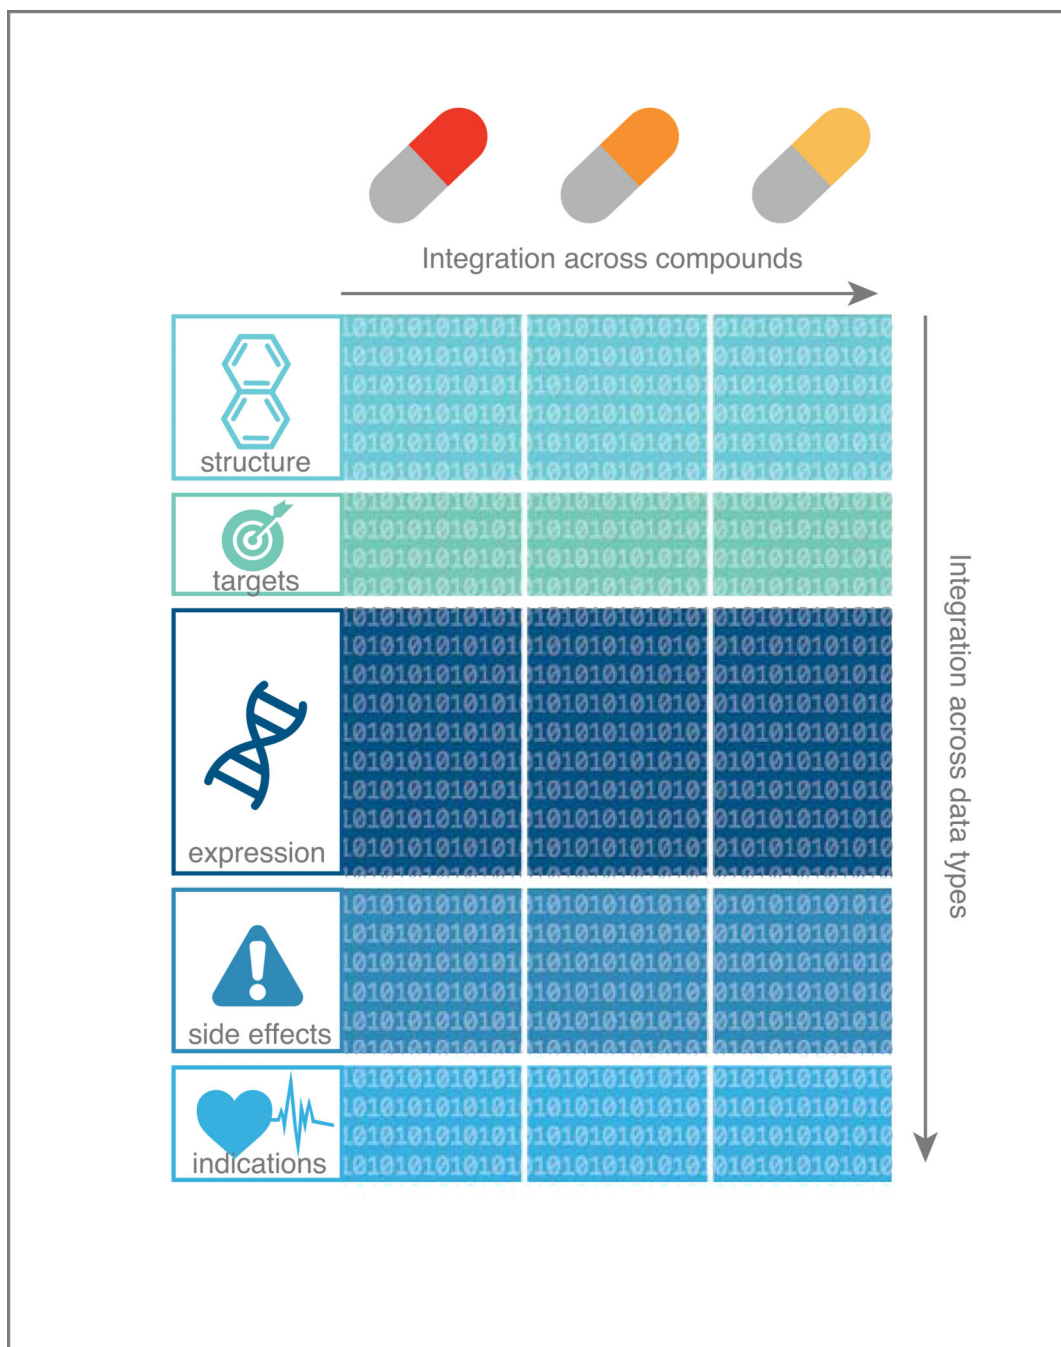 Integration across compounds
structure
targets
expression
side effects
indications
Integration across data types